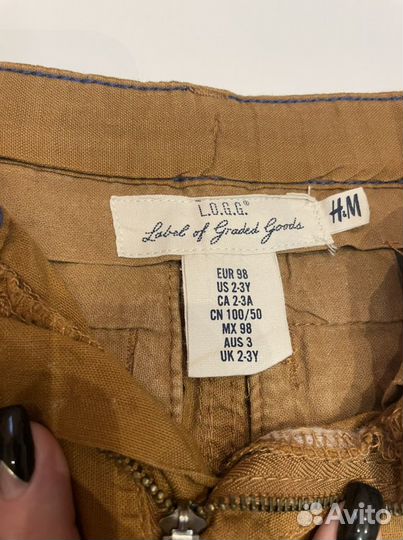 L.O.G.G.®
Label of Graded Goods
H&M
EUR 98
US 2-3Y
CA 2-3A
CN 100/50
MX 98
AUS 3
UK 2-3Y
Avito